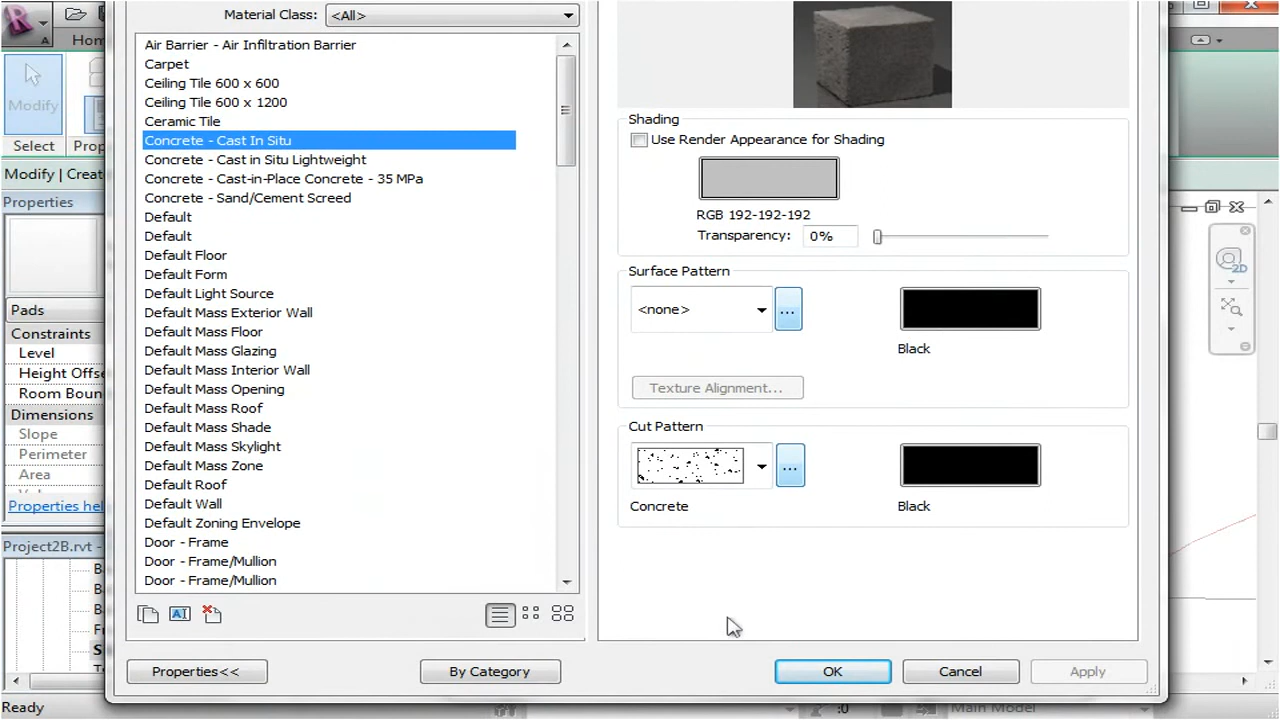 Material Class: <All>
Hom
Air Barrier - Air Infiltration Barrier
Carpet
Ceiling Tile 600 x 600
Ceiling Tile 600 x 1200
Ceramic Tile
Concrete - Cast In Situ
Concrete - Cast in Situ Lightweight
Concrete - Cast-in-Place Concrete - 35 MPa
Concrete - Sand/Cement Screed
Default
Default
Default Floor
Default Form
Default Light Source
Default Mass Exterior Wall
Default Mass Floor
Default Mass Glazing
Default Mass Interior Wall
Default Mass Opening
Default Mass Roof
Default Mass Shade
Default Mass Skylight
Default Mass Zone
Default Roof
Default Wall
Default Zoning Envelope
Door - Frame
Door - Frame/Mullion
Door - Frame/Mullion
Properties<<
By Category
Shading
Use Render Appearance for Shading
RGB 192-192-192
Transparency: 0%
Surface Pattern
<none>
...
Black
Texture Alignment...
Cut Pattern
...
Concrete
Black
OK
Cancel
Apply
Modify
Select
Prop
Modify | Creat
Properties
Pads
Constraints
Level
Height Offs
Room Boun
Dimensions
Slope
Perimeter
Area
Properties help
Project2B.rvt -
Ready
:0
Main Model
2D